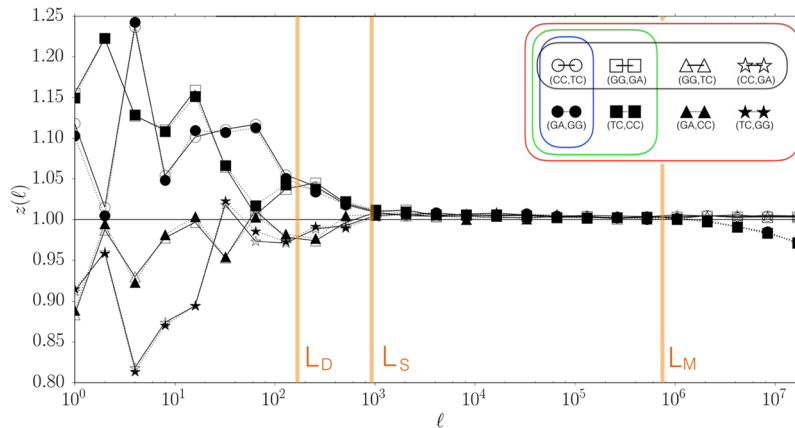 1.25
1.20
1.15
1.10
1.05
1.00
0.95
0.90
0.85
0.80
z(ℓ)
(CC,TC) (GG,GA) (GG,TC) (CC,GA)
(GA,GG) (TC,CC) (GA,CC) (TC,GG)
L_D L_S L_M
10⁰ 10¹ 10² 10³ 10⁴ 10⁵ 10⁶ 10⁷
ℓ